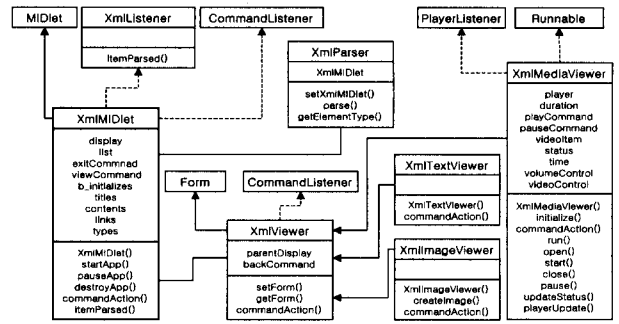 MIDlet
XmlListener
ItemParsed()
CommandListener
PlayerListener
Runnable
XmlParser
XmlMIDlet
setXmlMIDlet()
parse()
getElementType()
XmlMIDlet
display
list
exitCommnad
viewCommand
b_initializes
titles
contents
links
types
XmlMIDlet()
startApp()
pauseApp()
destroyApp()
commandAction()
itemParsed()
Form
CommandListener
XmlViewer
parentDisplay
backCommand
setForm()
getForm()
commandAction()
XmlTextViewer
XmlTextViewer()
commandAction()
XmlImageViewer
XmlImageViewer()
createImage()
commandAction()
XmlMediaViewer
player
duration
playCommand
pauseCommand
videoItem
status
time
volumeControl
videoControl
XmlMediaViewer()
initialize()
commandAction()
run()
open()
start()
close()
pause()
updateStatus()
playerUpdate()